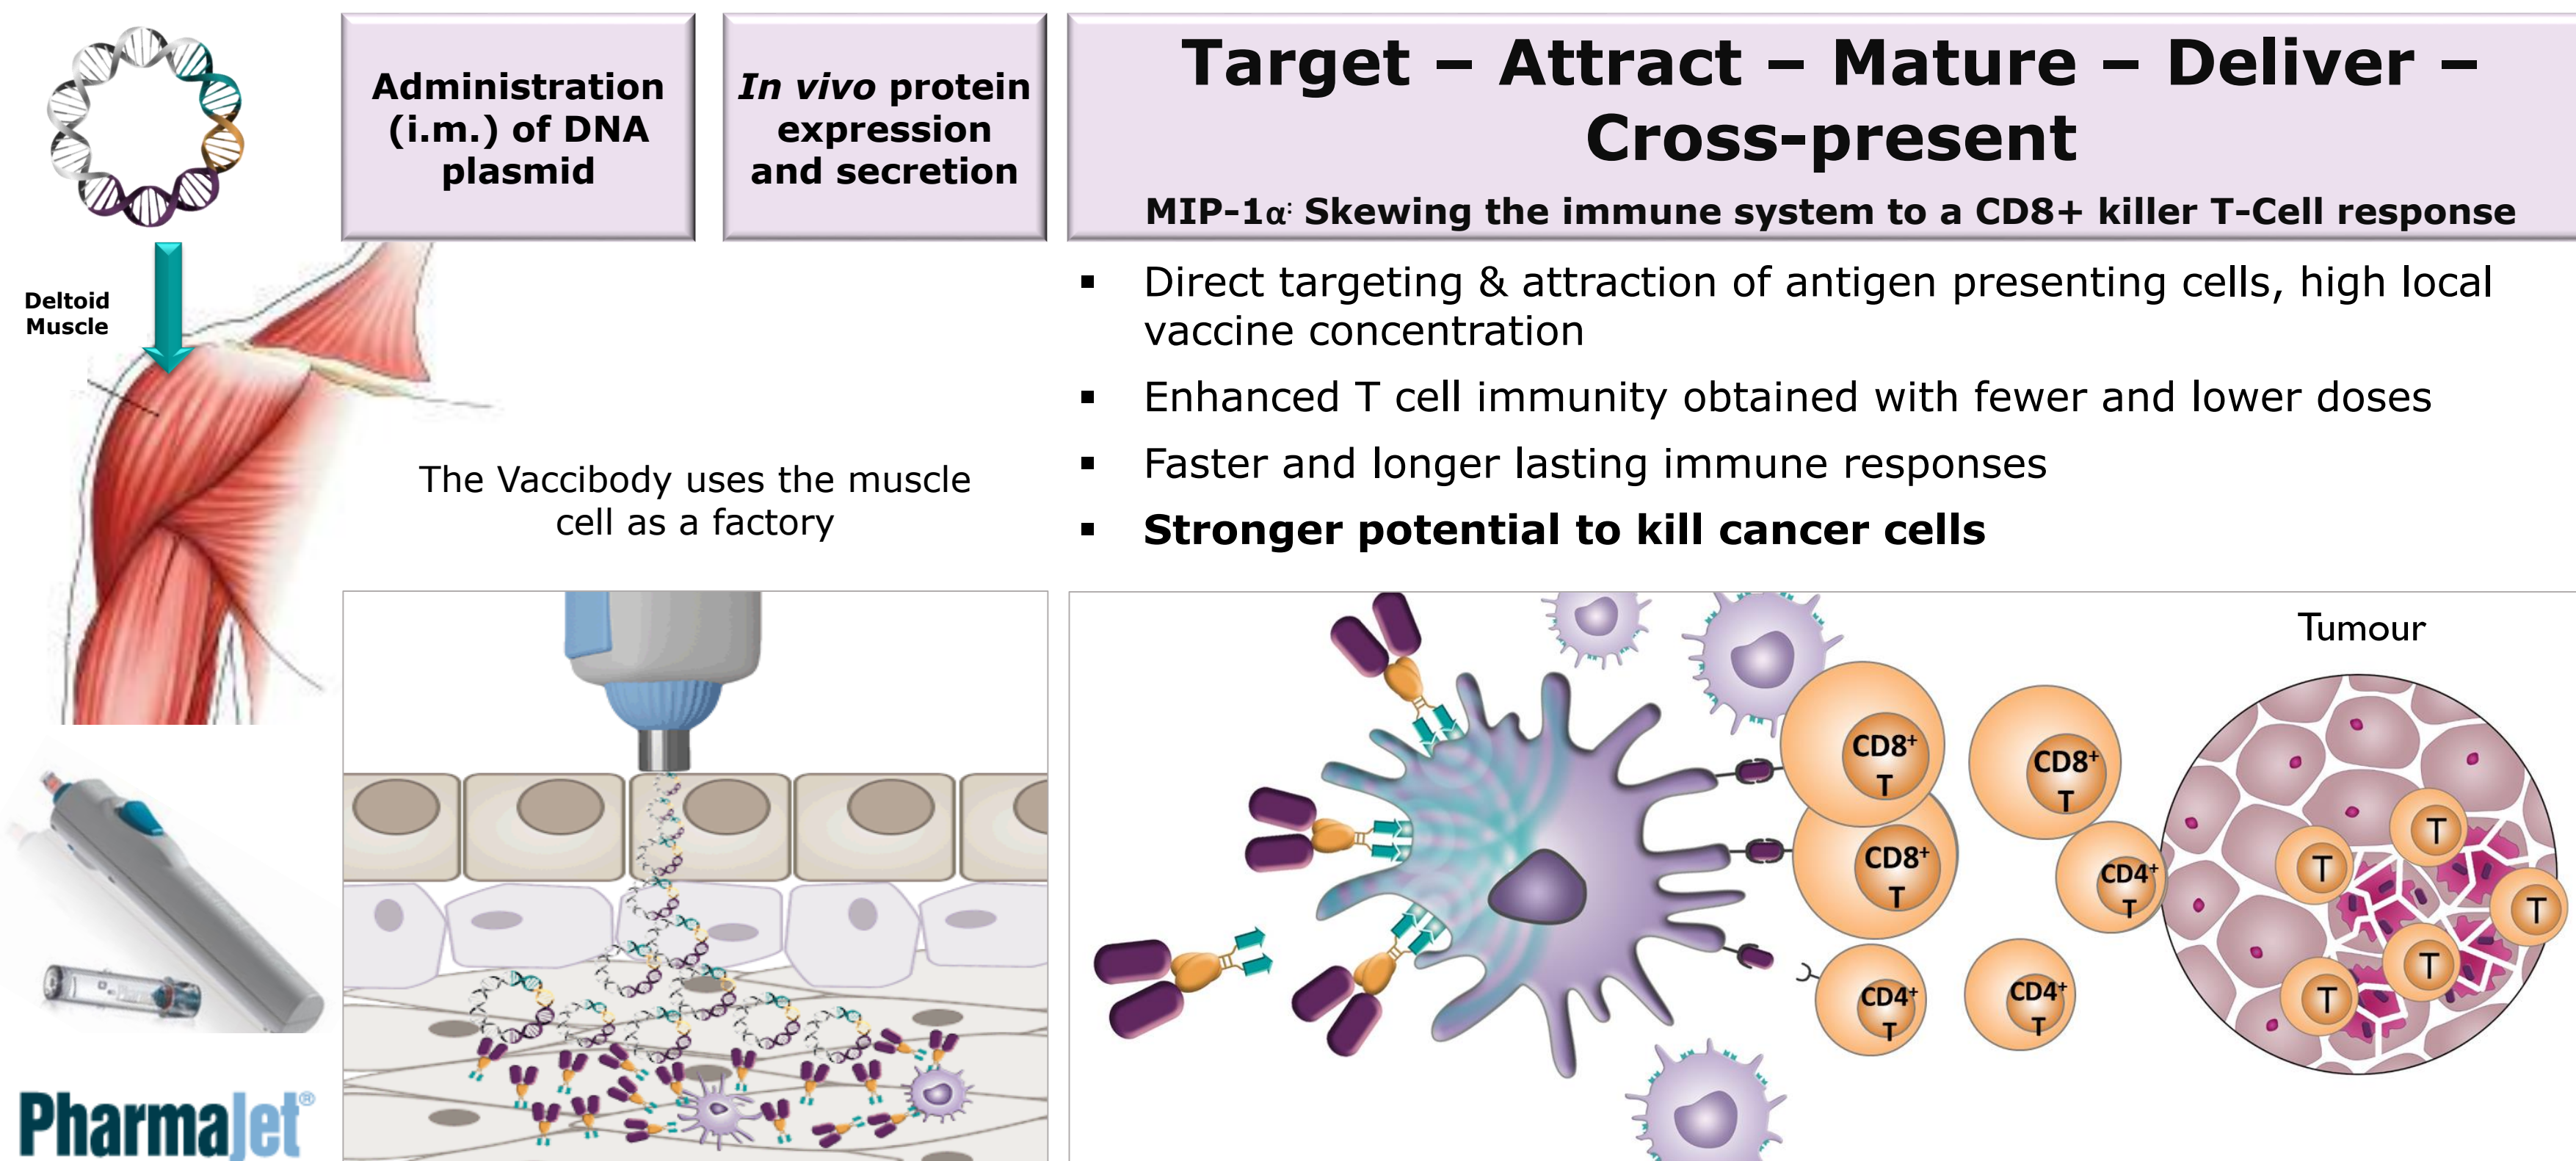 Administration
(i.m.) of DNA
plasmid
In vivo protein
expression
and secretion
Target – Attract – Mature – Deliver –
Cross-present
MIP-1α: Skewing the immune system to a CD8+ killer T-Cell response
Deltoid
Muscle
The Vaccibody uses the muscle
cell as a factory
▪ Direct targeting & attraction of antigen presenting cells, high local
vaccine concentration
▪ Enhanced T cell immunity obtained with fewer and lower doses
▪ Faster and longer lasting immune responses
▪ Stronger potential to kill cancer cells
Tumour
CD8+
T
CD8+
T
CD8+
T
CD4+
T
CD4+
T
CD4+
T
T
T
T
T
T
PharmaJet®